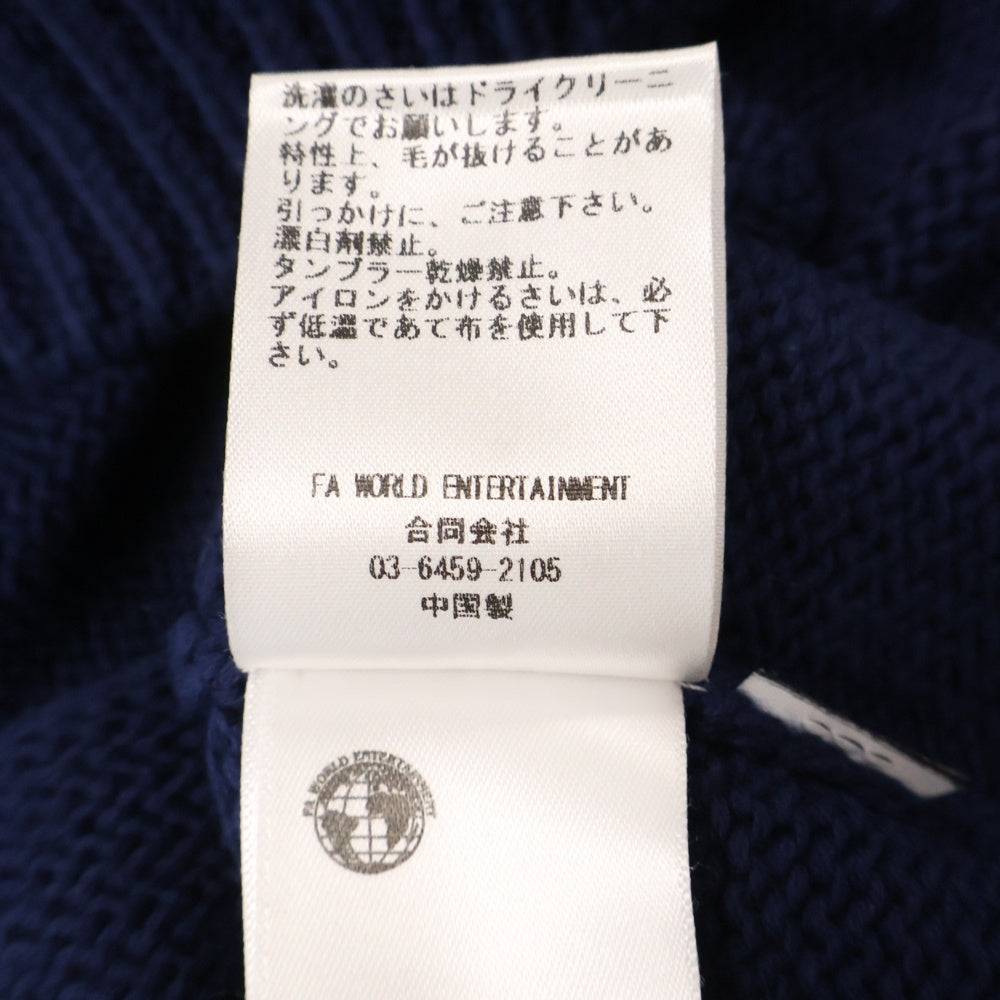 洗濯のさいはドライクリーニ
ングでお願いします。
特性上、毛が抜けることがあ
ります。
引っかけに、ご注意下さい。
漂白剤禁止。
タンブラー乾燥禁止。
アイロンをかけるさいは、必
ず低温であて布を使用して下
さい。
FA WORLD ENTERTAINMENT
合同会社
03-6459-2105
中国製
FA WORLD ENTERTAINMENT